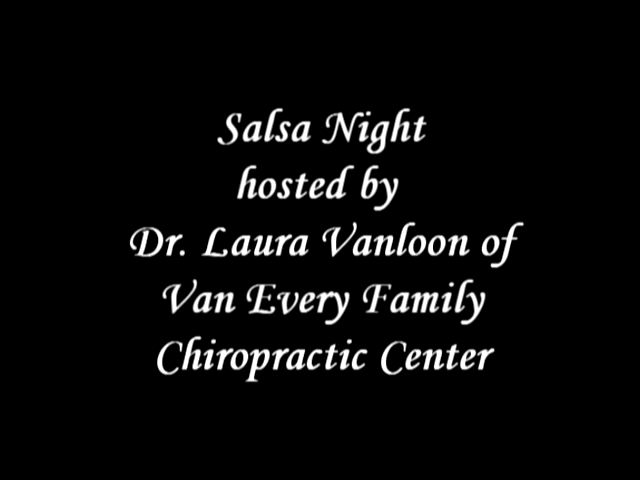 Salsa Night
hosted by
Dr. Laura Vanloon of
Van Every Family
Chiropractic Center